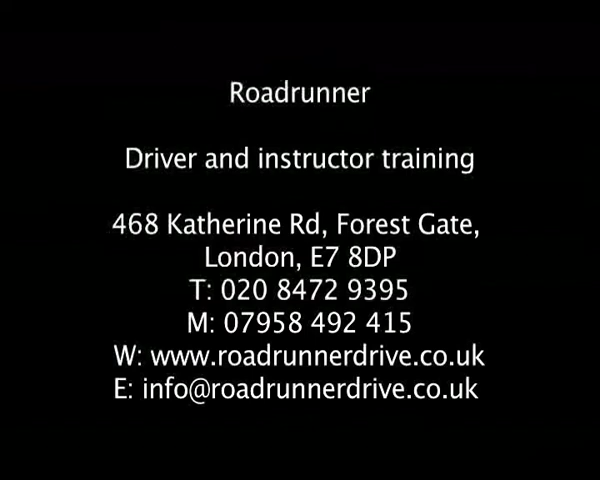 Roadrunner
Driver and instructor training
468 Katherine Rd, Forest Gate,
London, E7 8DP
T: 020 8472 9395
M: 07958 492 415
W: www.roadrunnerdrive.co.uk
E: info@roadrunnerdrive.co.uk